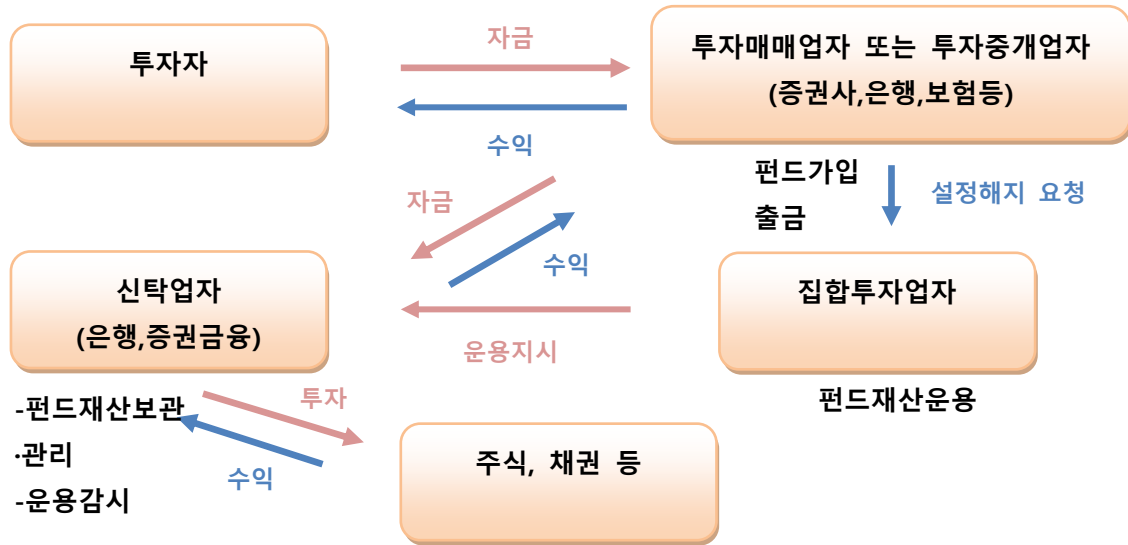 투자자
자금
수익
투자매매업자 또는 투자중개업자
(증권사,은행,보험등)
펀드가입
출금
설정해지 요청
자금
수익
신탁업자
(은행,증권금융)
운용지시
집합투자업자
펀드재산운용
-펀드재산보관
·관리
-운용감시
투자
수익
주식, 채권 등